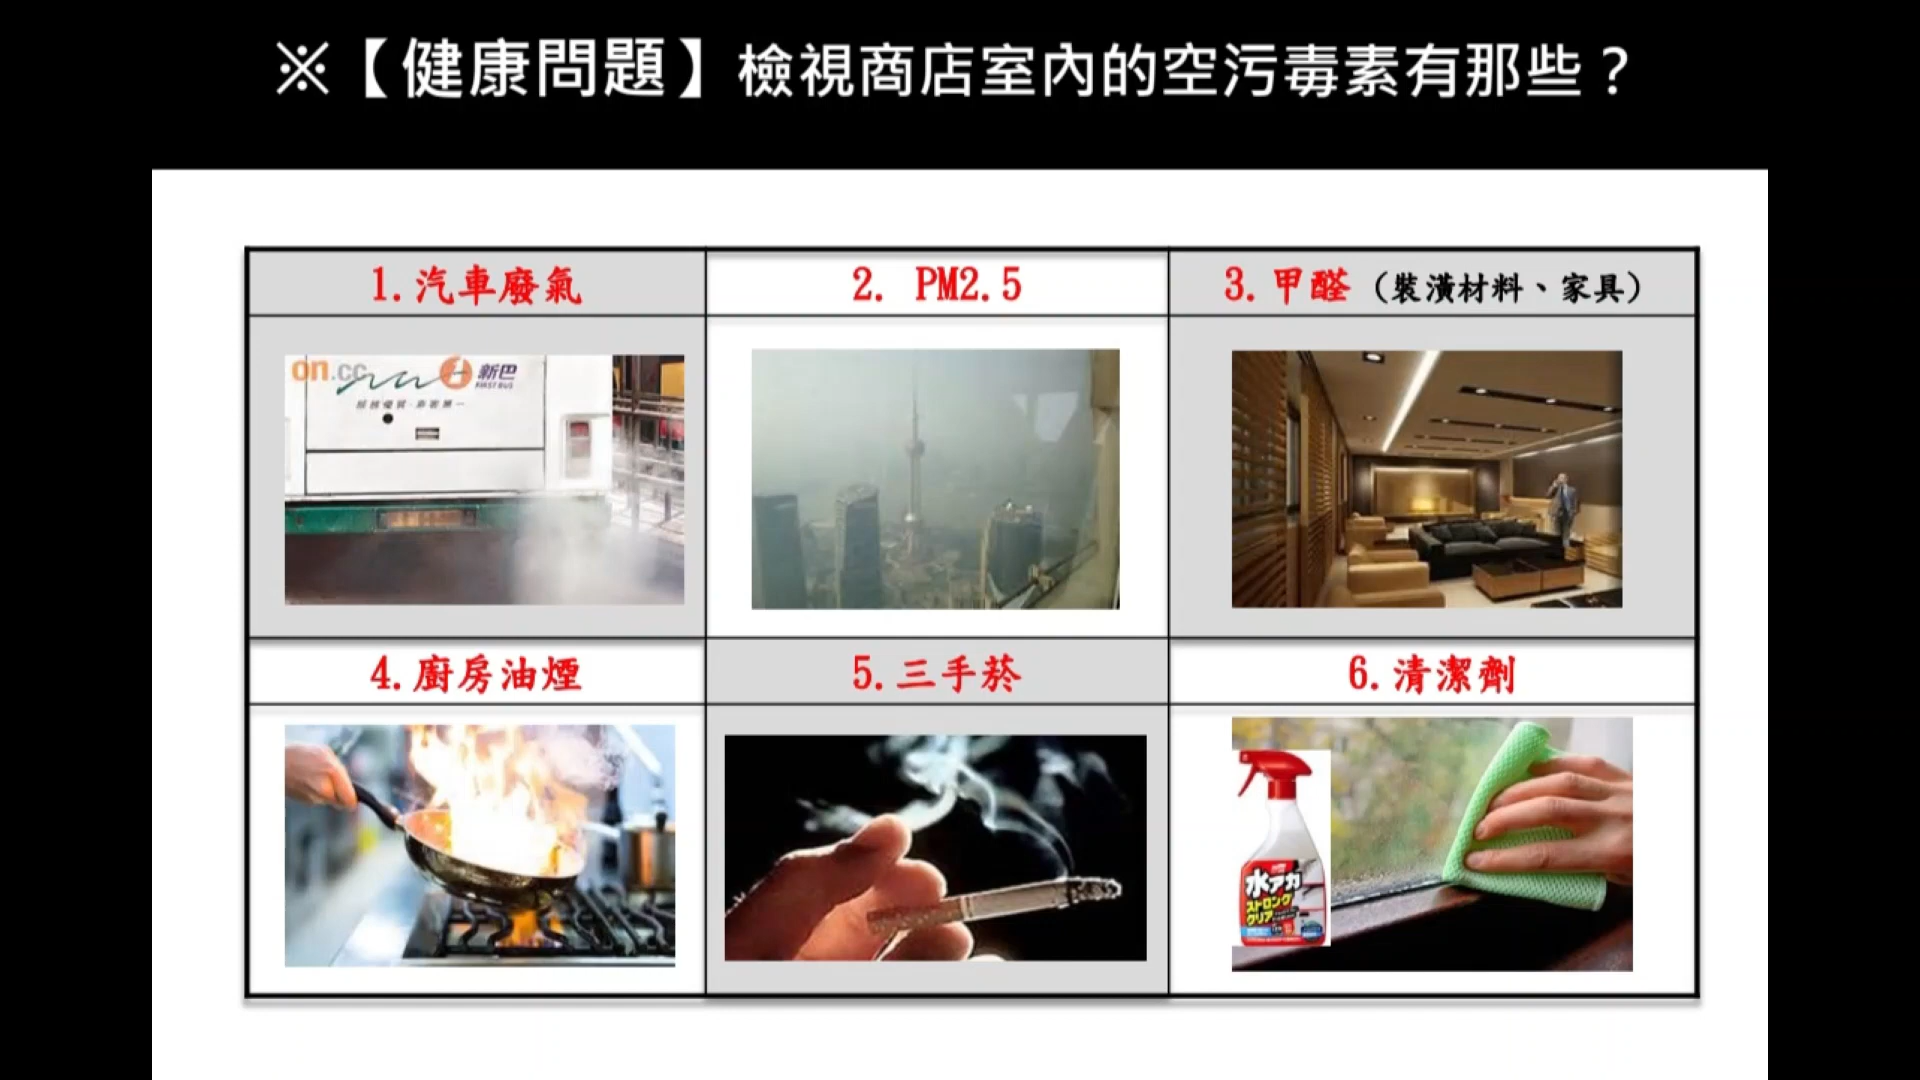 ※【健康問題】檢視商店室內的空污毒素有那些？
1.汽車廢氣
2. PM2.5
3.甲醛（裝潢材料、家具）
on.cc
新巴
FIRST BUS
4.廚房油煙
5.三手菸
6.清潔劑
水アカ
ストロング
クリア